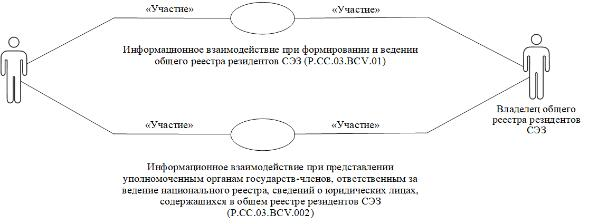 «Участие»
«Участие»
Информационное взаимодействие при формировании и ведении
общего реестра резидентов СЭЗ (P.CC.03.BCV.01)
Владелец общего
реестра резидентов
СЭЗ
«Участие»
«Участие»
Информационное взаимодействие при представлении
уполномоченным органам государств-членов, ответственным за
ведение национального реестра, сведений о юридических лицах,
содержащихся в общем реестре резидентов СЭЗ
(P.CC.03.BCV.002)